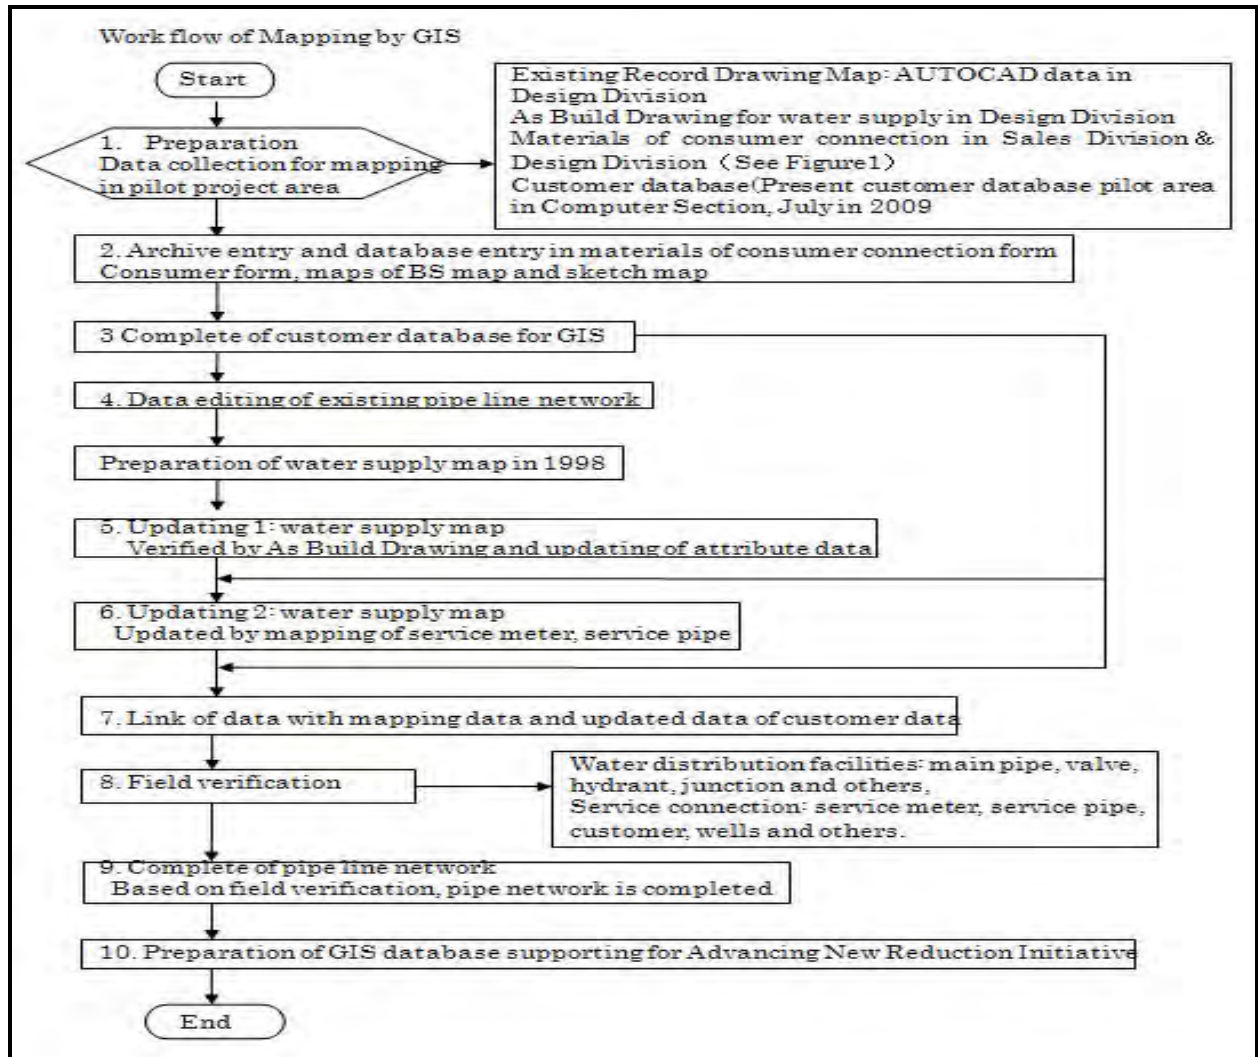 Work flow of Mapping by GIS
Start
1. Preparation
Data collection for mapping
in pilot project area
Existing Record Drawing Map: AUTOCAD data in
Design Division
As Build Drawing for water supply in Design Division
Materials of consumer connection in Sales Division &
Design Division (See Figure1)
Customer database(Present customer database pilot area
in Computer Section, July in 2009
2. Archive entry and database entry in materials of consumer connection form
Consumer form, maps of BS map and sketch map
3 Complete of customer database for GIS
4. Data editing of existing pipe line network
Preparation of water supply map in 1998
5. Updating 1: water supply map
Verified by As Build Drawing and updating of attribute data
6. Updating 2: water supply map
Updated by mapping of service meter, service pipe
7. Link of data with mapping data and updated data of customer data
8. Field verification
Water distribution facilities: main pipe, valve,
hydrant, junction and others,
Service connection: service meter, service pipe,
customer, wells and others.
9. Complete of pipe line network
Based on field verification, pipe network is completed
10. Preparation of GIS database supporting for Advancing New Reduction Initiative
End